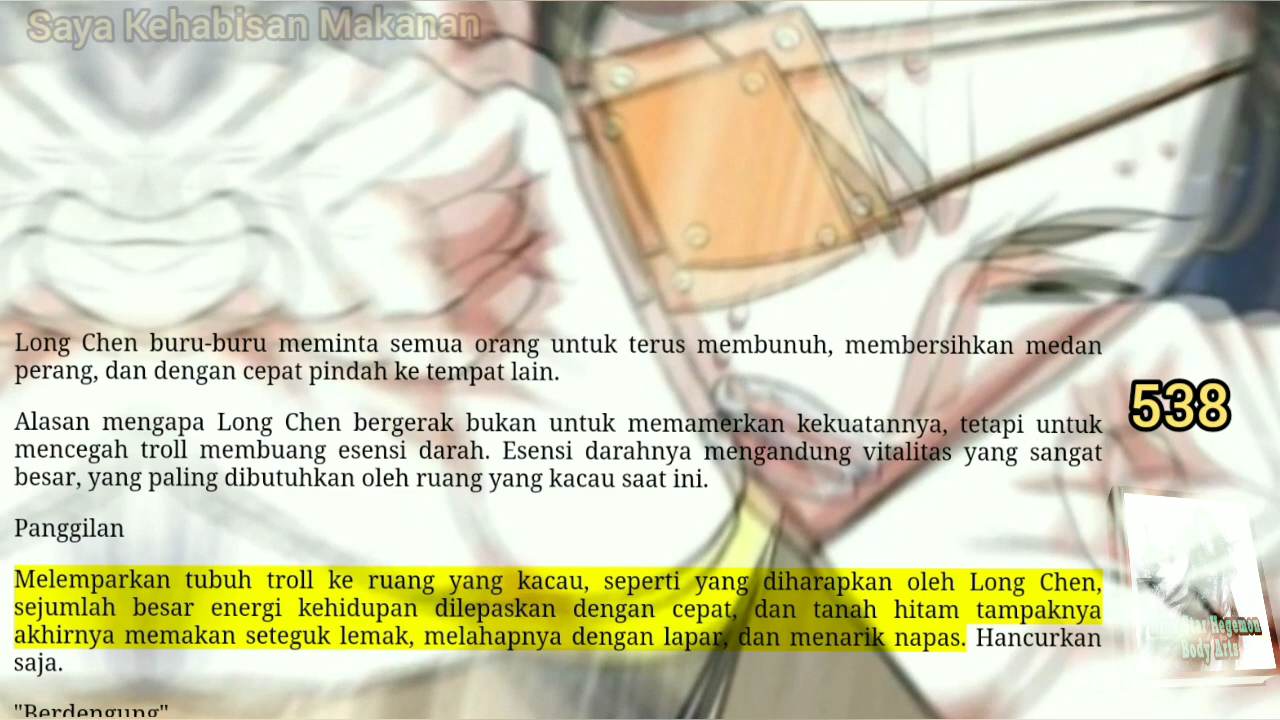 Saya Kehabisan Makanan
Long Chen buru-buru meminta semua orang untuk terus membunuh, membersihkan medan
perang, dan dengan cepat pindah ke tempat lain.
538
Alasan mengapa Long Chen bergerak bukan untuk memamerkan kekuatannya, tetapi untuk
mencegah troll membuang esensi darah. Esensi darahnya mengandung vitalitas yang sangat
besar, yang paling dibutuhkan oleh ruang yang kacau saat ini.
Panggilan
Melemparkan tubuh troll ke ruang yang kacau, seperti yang diharapkan oleh Long Chen,
sejumlah besar energi kehidupan dilepaskan dengan cepat, dan tanah hitam tampaknya
akhirnya memakan seteguk lemak, melahapnya dengan lapar, dan menarik napas. Hancurkan
saja.
Star Hegemon
Body Arts
"Berdengung"